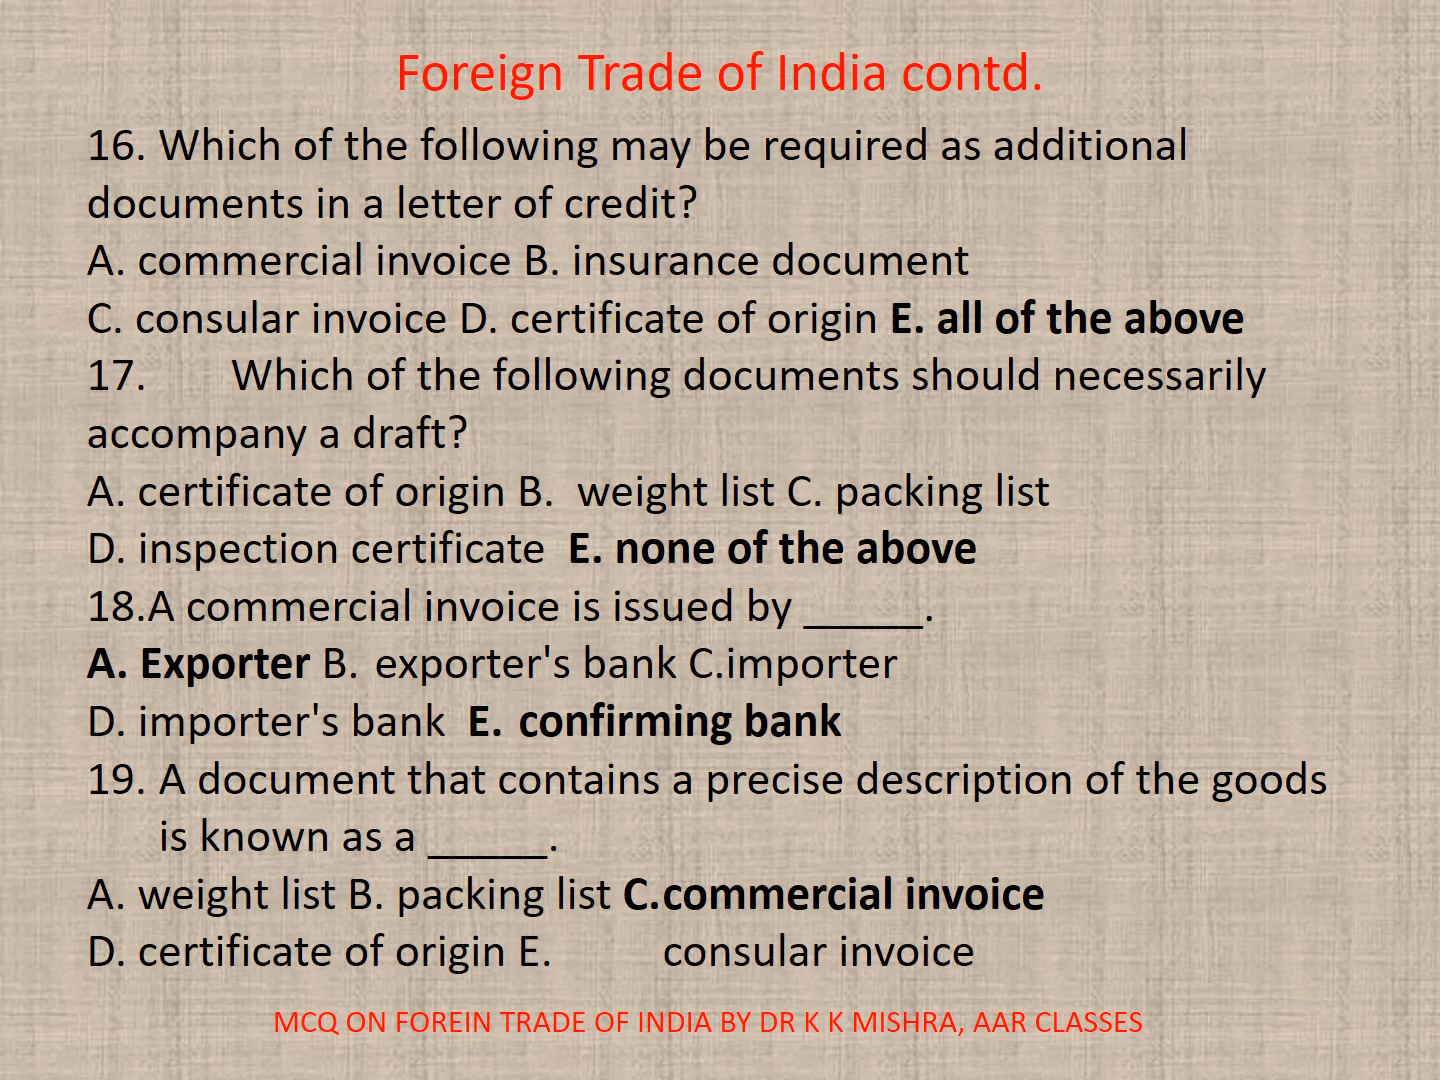 Foreign Trade of India contd.
16. Which of the following may be required as additional
documents in a letter of credit?
A. commercial invoice B. insurance document
C. consular invoice D. certificate of origin E. all of the above
17. Which of the following documents should necessarily
accompany a draft?
A. certificate of origin B. weight list C. packing list
D. inspection certificate E. none of the above
18.A commercial invoice is issued by _____.
A. Exporter B. exporter's bank C.importer
D. importer's bank E. confirming bank
19. A document that contains a precise description of the goods
is known as a _____.
A. weight list B. packing list C.commercial invoice
D. certificate of origin E. consular invoice
MCQ ON FOREIN TRADE OF INDIA BY DR K K MISHRA, AAR CLASSES